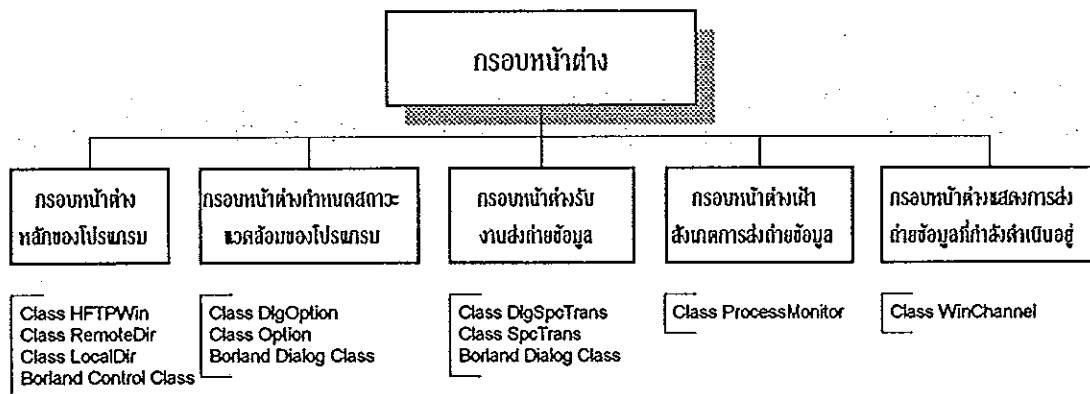 กรอบหน้าต่าง
กรอบหน้าต่าง
หลักของโปรแกรม
กรอบหน้าต่างกำหนดสถาวะ
แวดล้อมของโปรแกรม
กรอบหน้าต่างรับ
งานส่งถ่ายข้อมูล
กรอบหน้าต่างเฝ้า
สังเกตการส่งถ่ายข้อมูล
กรอบหน้าต่างแสดงการส่ง
ถ่ายข้อมูลที่กำลังดำเนินอยู่
Class HFTPWin
Class RemoteDir
Class LocalDir
Borland Control Class
Class DlgOption
Class Option
Borland Dialog Class
Class DlgSpcTrans
Class SpcTrans
Borland Dialog Class
Class ProcessMonitor
Class WinChannel